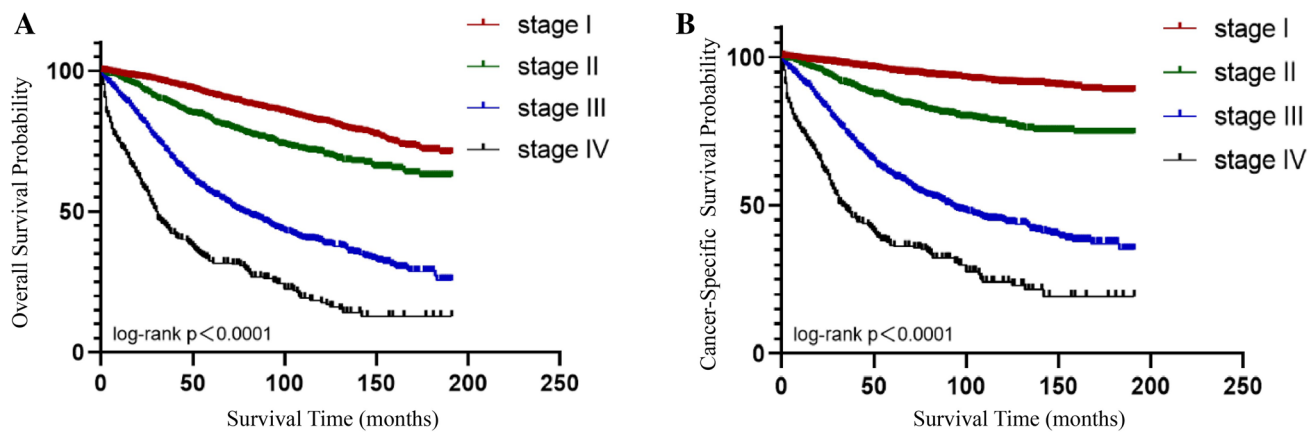 A
stage I
stage II
stage III
stage IV
Overall Survival Probability
100
50
0
log-rank p<0.0001
0 50 100 150 200 250
Survival Time (months)
B
stage I
stage II
stage III
stage IV
Cancer-Specific Survival Probability
100
50
0
log-rank p<0.0001
0 50 100 150 200 250
Survival Time (months)